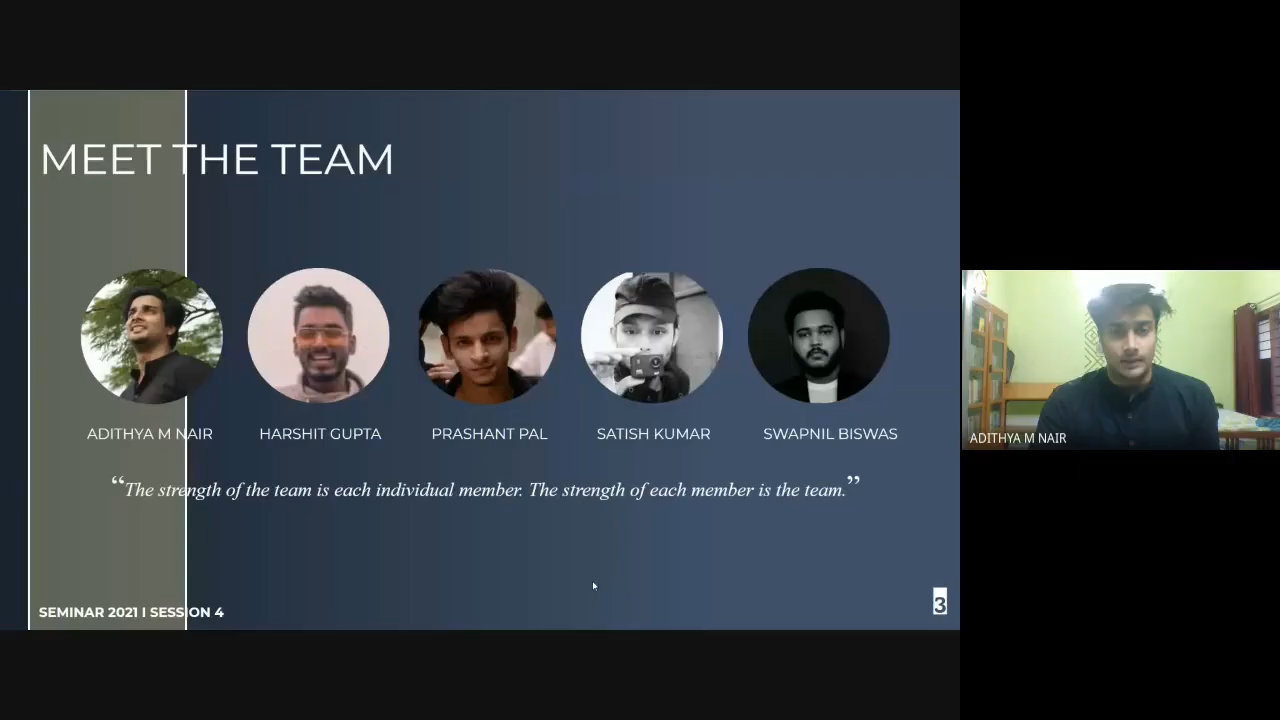 MEET THE TEAM
ADITHYA M NAIR HARSHIT GUPTA PRASHANT PAL SATISH KUMAR SWAPNIL BISWAS
“The strength of the team is each individual member. The strength of each member is the team.”
SEMINAR 2021 I SESSION 4
3
ADITHYA M NAIR